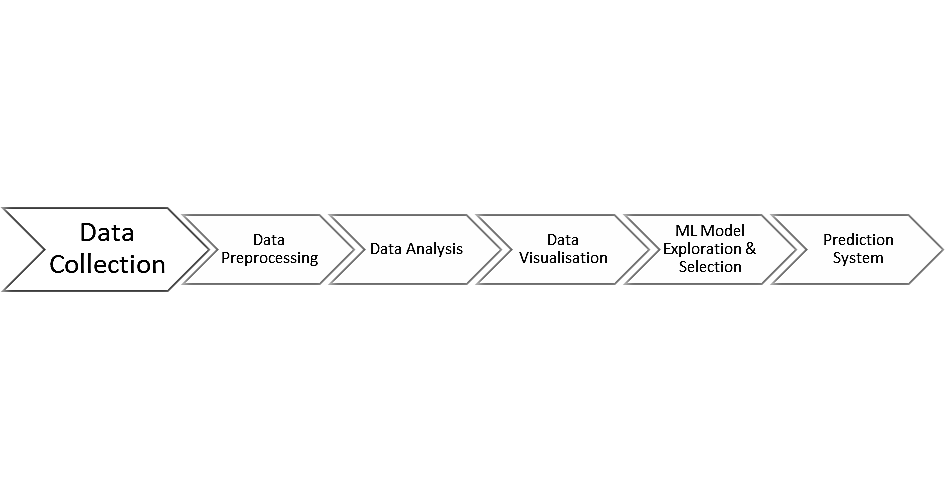 Data
Collection
Data
Preprocessing
Data Analysis
Data
Visualisation
ML Model
Exploration &
Selection
Prediction
System